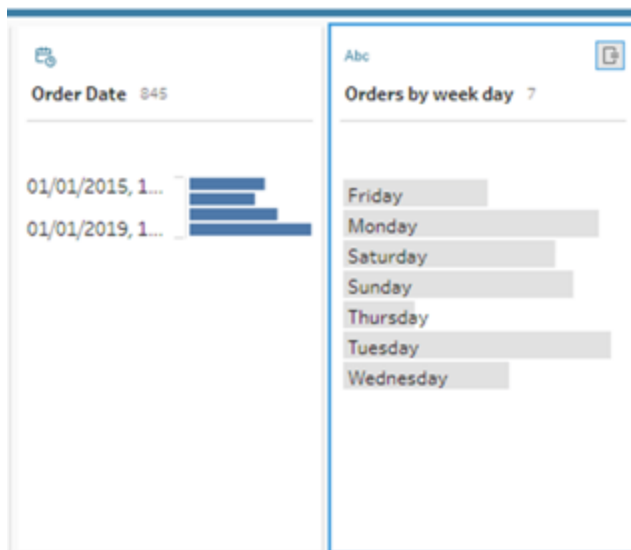 Order Date 845
01/01/2015, 1...
01/01/2019, 1...
Abc
Orders by week day 7
Friday
Monday
Saturday
Sunday
Thursday
Tuesday
Wednesday